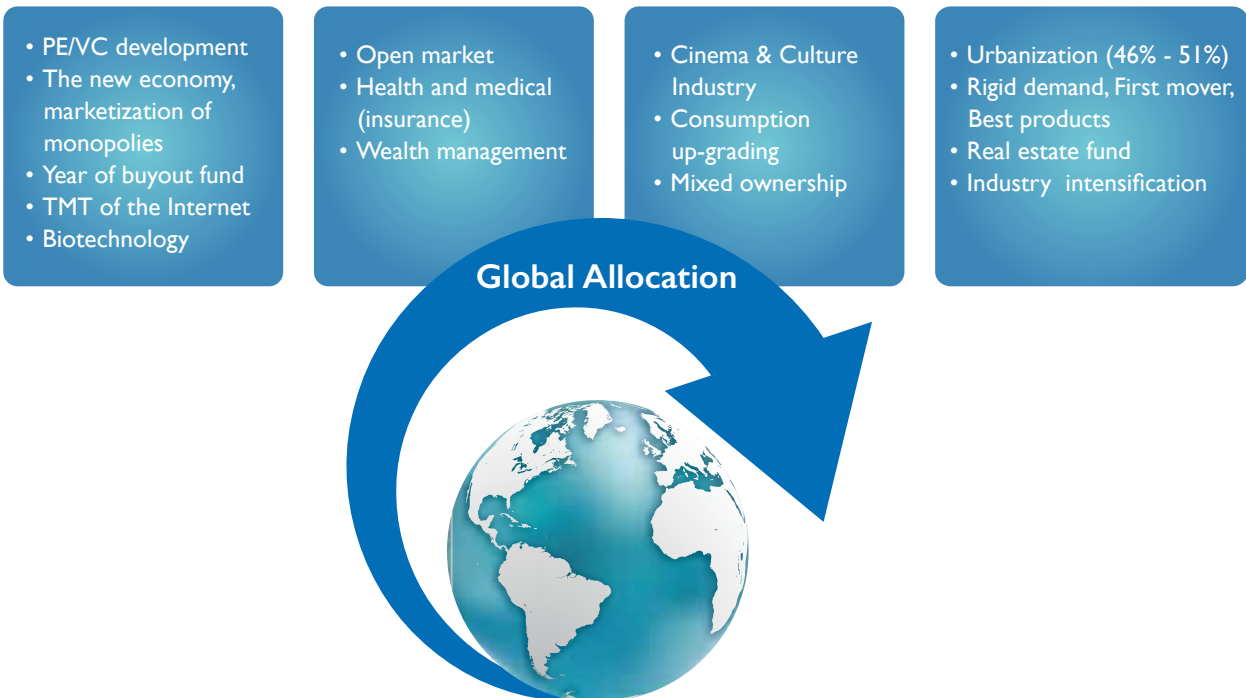 • PE/VC development
• The new economy,
marketization of
monopolies
• Year of buyout fund
• TMT of the Internet
• Biotechnology
• Open market
• Health and medical
(insurance)
• Wealth management
• Cinema & Culture
Industry
• Consumption
up-grading
• Mixed ownership
• Urbanization (46% - 51%)
• Rigid demand, First mover,
Best products
• Real estate fund
• Industry intensification
Global Allocation